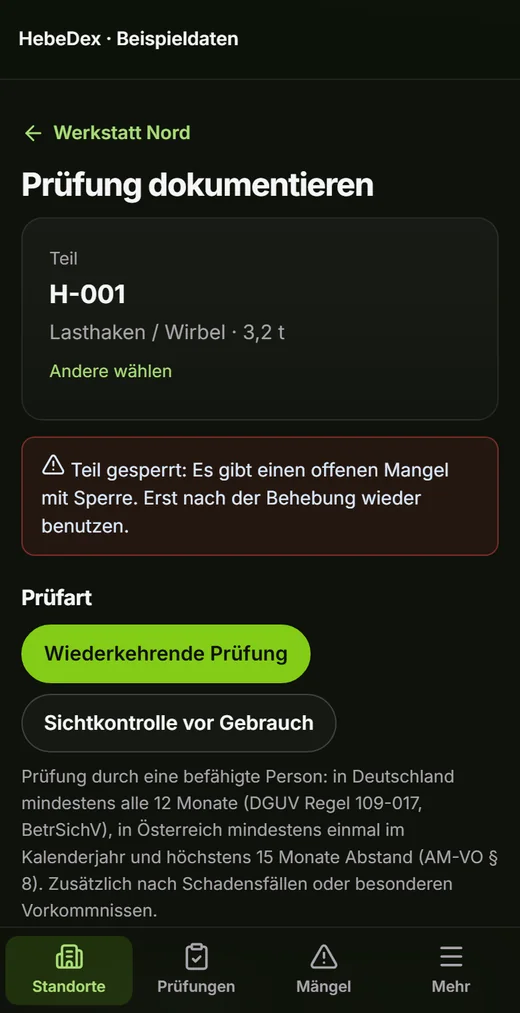 HebeDex · Beispieldaten
← Werkstatt Nord
Prüfung dokumentieren
Teil
H-001
Lasthaken / Wirbel · 3,2 t
Andere wählen
Teil gesperrt: Es gibt einen offenen Mangel
mit Sperre. Erst nach der Behebung wieder
benutzen.
Prüfart
Wiederkehrende Prüfung
Sichtkontrolle vor Gebrauch
Prüfung durch eine befähigte Person: in Deutschland
mindestens alle 12 Monate (DGUV Regel 109-017,
BetrSichV), in Österreich mindestens einmal im
Kalenderjahr und höchstens 15 Monate Abstand (AM-VO §
8). Zusätzlich nach Schadensfällen oder besonderen
Vorkommnissen.
Standorte
Prüfungen
Mängel
Mehr